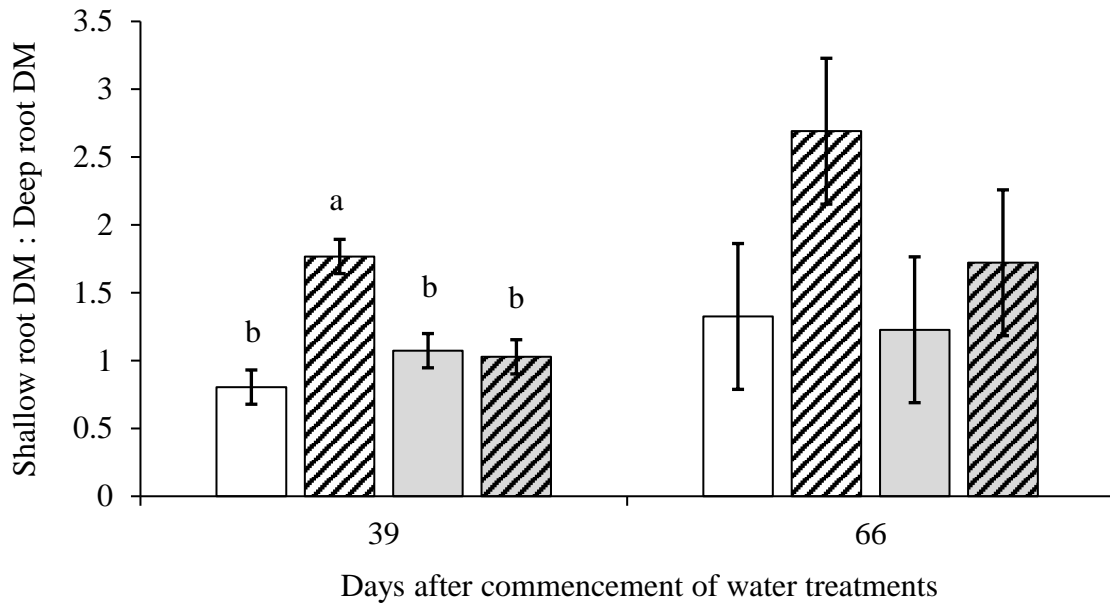 Shallow root DM : Deep root DM
3.5
3
2.5
2
1.5
1
0.5
0
b
a
b
b
39
66
Days after commencement of water treatments